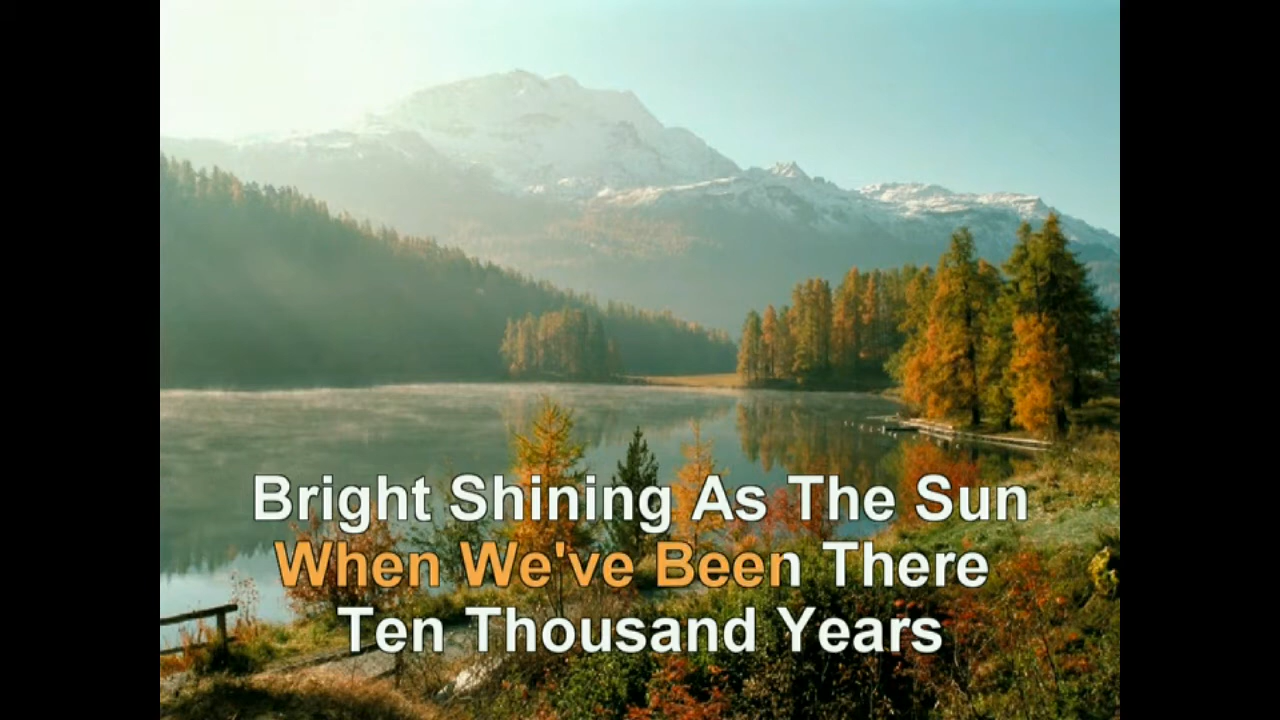 Bright Shining As The Sun
When We've Been There
Ten Thousand Years